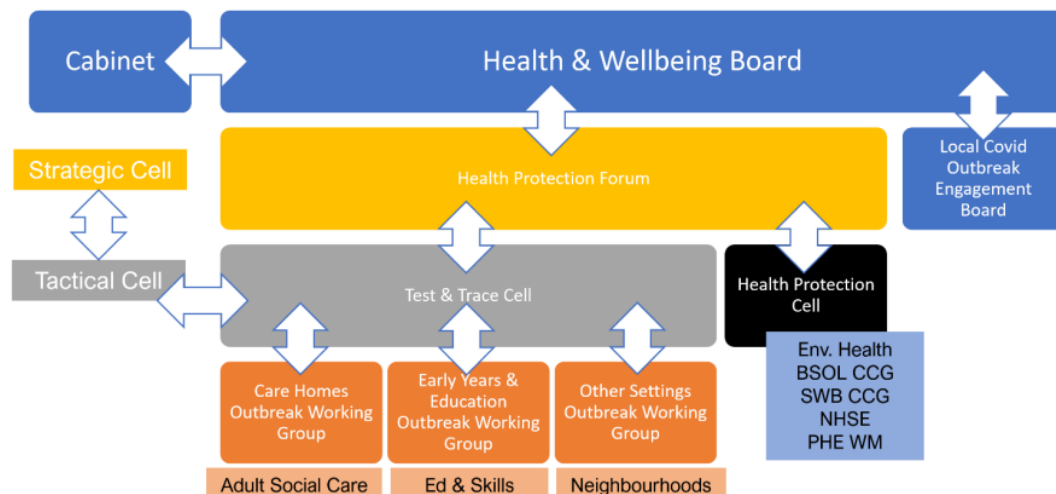 Cabinet
Health & Wellbeing Board
Strategic Cell
Health Protection Forum
Local Covid
Outbreak
Engagement
Board
Tactical Cell
Test & Trace Cell
Health Protection
Cell
Care Homes
Outbreak Working
Group
Early Years &
Education
Outbreak Working
Group
Other Settings
Outbreak Working
Group
Env. Health
BSOL CCG
SWB CCG
NHSE
PHE WM
Adult Social Care
Ed & Skills
Neighbourhoods